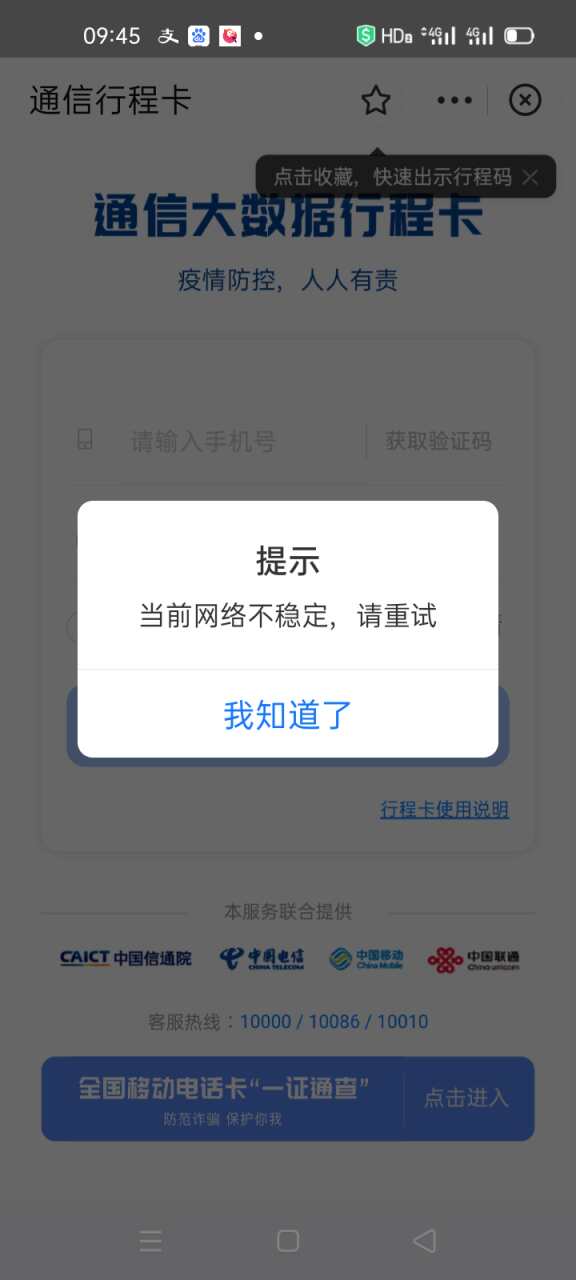 09:45
支
HD
4G
4G
通信行程卡
点击收藏，快速出示行程码
通信大数据行程卡
疫情防控，人人有责
请输入手机号
获取验证码
提示
当前网络不稳定，请重试
我知道了
行程卡使用说明
本服务联合提供
CAICT 中国信通院
中国电信
CHINA TELECOM
中国移动
China Mobile
中国联通
China unicom
客服热线：10000 / 10086 / 10010
全国移动电话卡“一证通查”
点击进入
防范诈骗 保护你我